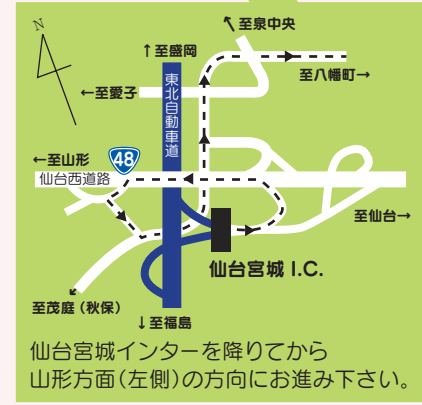 N
↖至泉中央
↑至盛岡
至八幡町→
←至愛子
東北自動車道
←至山形
48
仙台西道路
至仙台→
仙台宮城 I.C.
至茂庭（秋保）
↓至福島
仙台宮城インターを降りてから
山形方面（左側）の方向にお進み下さい。